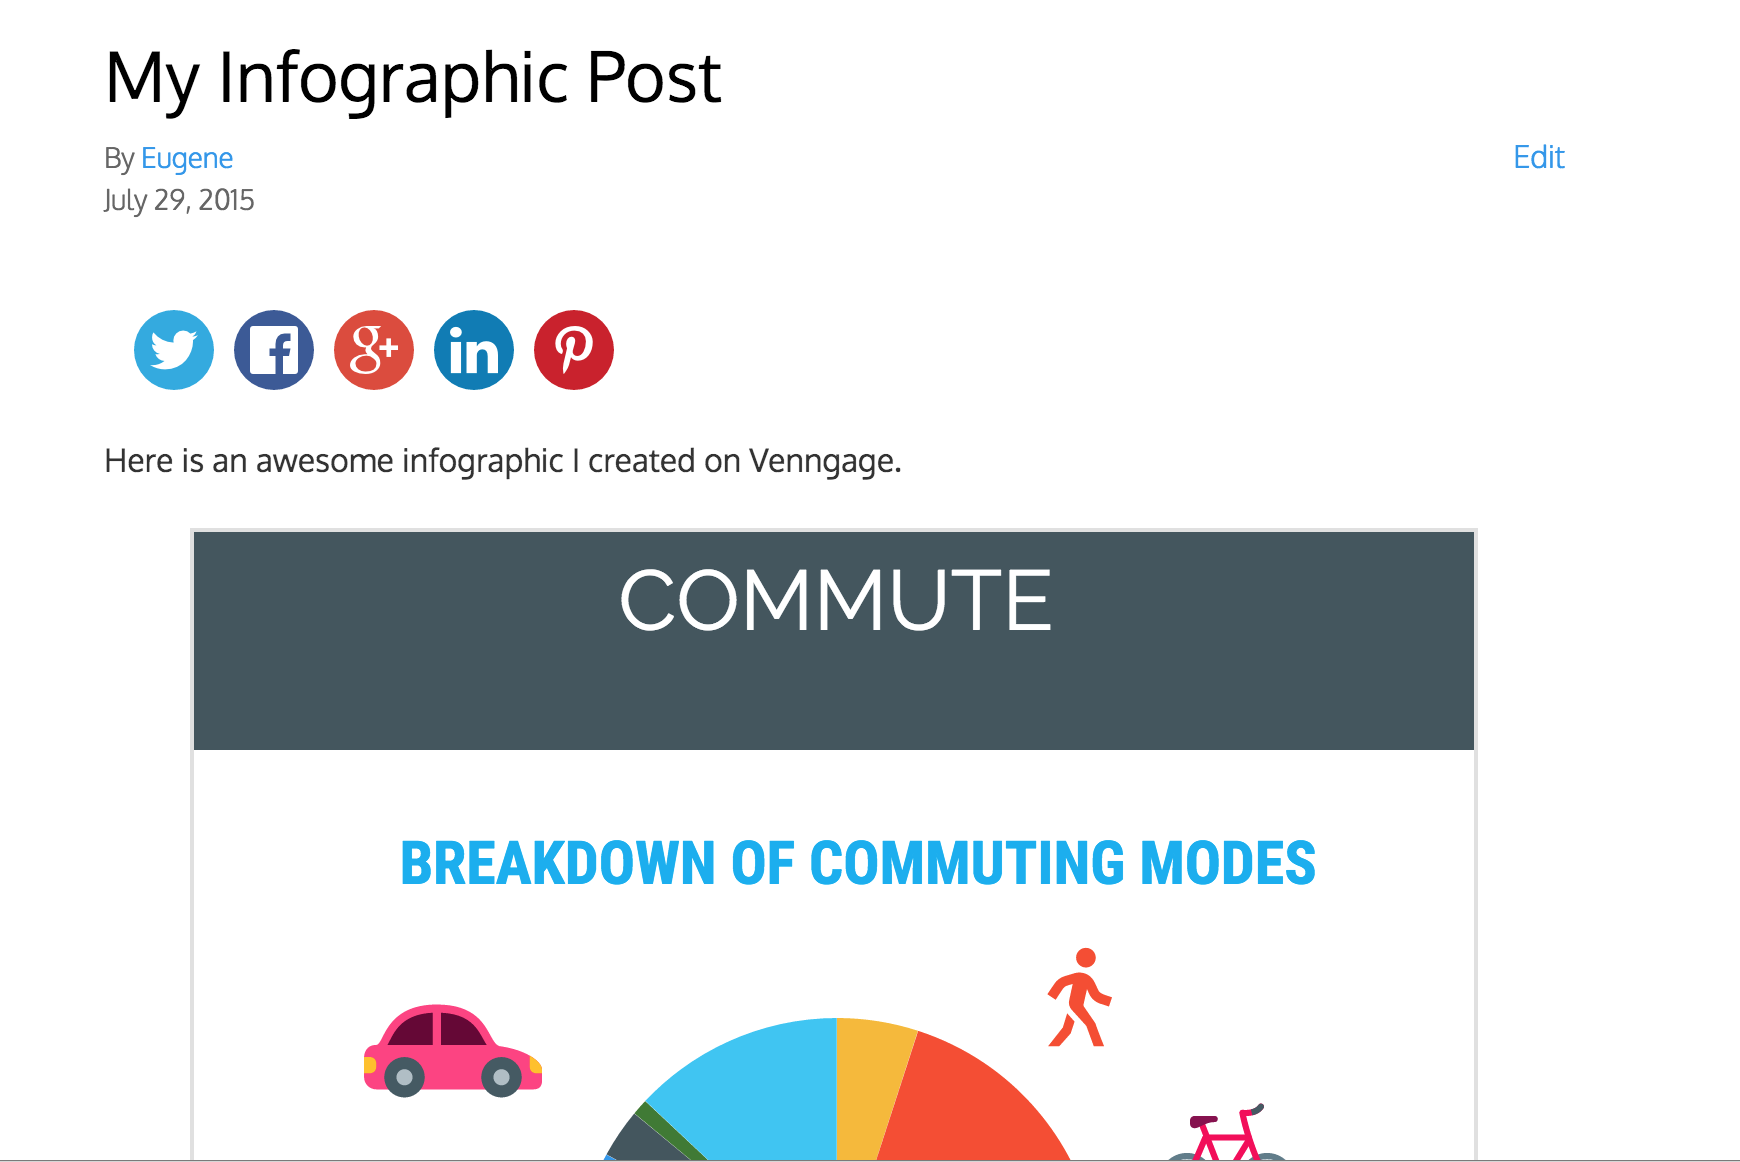 My Infographic Post
By Eugene
Edit
July 29, 2015
g+
in
Here is an awesome infographic I created on Venngage.
COMMUTE
BREAKDOWN OF COMMUTING MODES